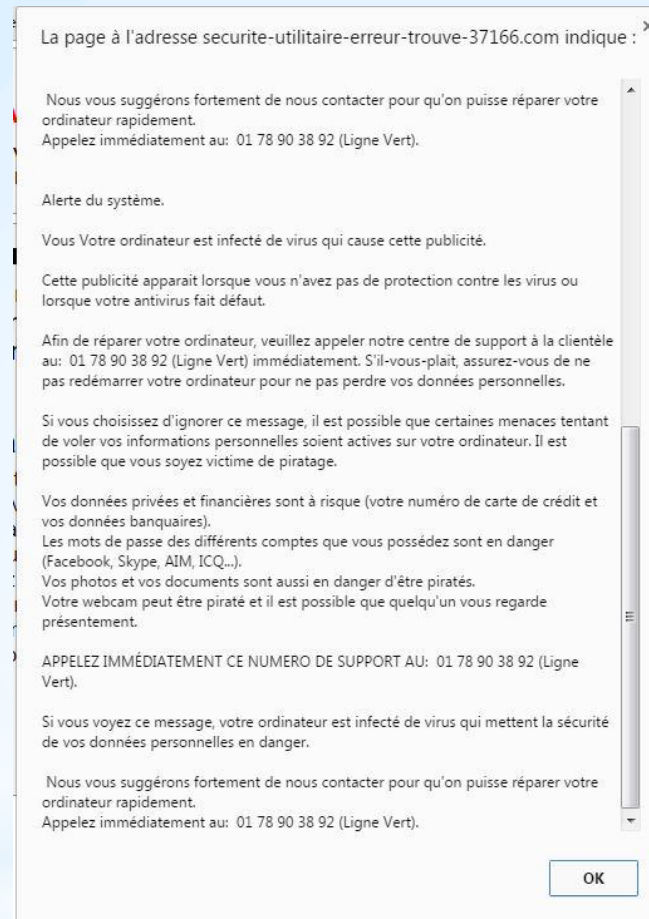 La page à l'adresse securite-utilitaire-erreur-trouve-37166.com indique :
Nous vous suggérons fortement de nous contacter pour qu'on puisse réparer votre
ordinateur rapidement.
Appelez immédiatement au: 01 78 90 38 92 (Ligne Vert).
Alerte du système.
Vous Votre ordinateur est infecté de virus qui cause cette publicité.
Cette publicité apparait lorsque vous n'avez pas de protection contre les virus ou
lorsque votre antivirus fait défaut.
Afin de réparer votre ordinateur, veuillez appeler notre centre de support à la clientèle
au: 01 78 90 38 92 (Ligne Vert) immédiatement. S'il-vous-plait, assurez-vous de ne
pas redémarrer votre ordinateur pour ne pas perdre vos données personnelles.
Si vous choisissez d'ignorer ce message, il est possible que certaines menaces tentant
de voler vos informations personnelles soient actives sur votre ordinateur. Il est
possible que vous soyez victime de piratage.
Vos données privées et financières sont à risque (votre numéro de carte de crédit et
vos données banquaires).
Les mots de passe des différents comptes que vous possédez sont en danger
(Facebook, Skype, AIM, ICQ...).
Vos photos et vos documents sont aussi en danger d'être piratés.
Votre webcam peut être piraté et il est possible que quelqu'un vous regarde
présentement.
APPELEZ IMMÉDIATEMENT CE NUMERO DE SUPPORT AU: 01 78 90 38 92 (Ligne
Vert).
Si vous voyez ce message, votre ordinateur est infecté de virus qui mettent la sécurité
de vos données personnelles en danger.
Nous vous suggérons fortement de nous contacter pour qu'on puisse réparer votre
ordinateur rapidement.
Appelez immédiatement au: 01 78 90 38 92 (Ligne Vert).
OK